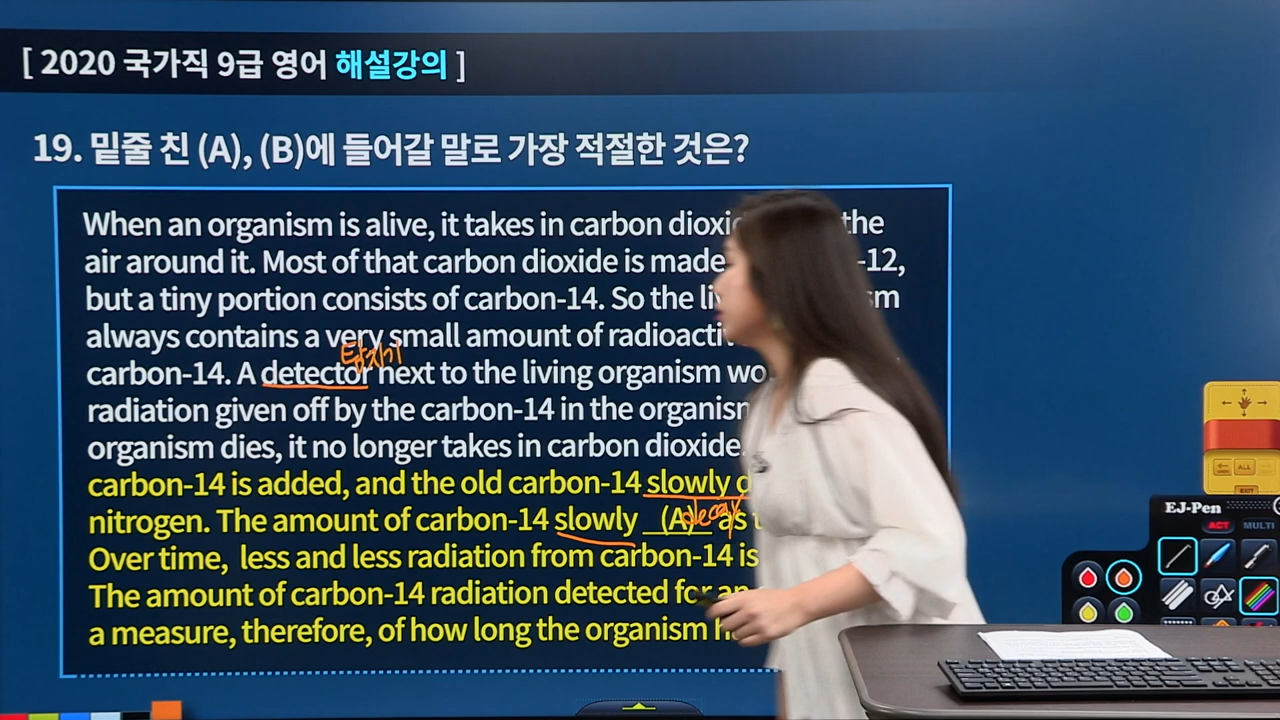 [ 2020 국가직 9급 영어 해설강의 ]
19. 밑줄 친 (A), (B)에 들어갈 말로 가장 적절한 것은?
When an organism is alive, it takes in carbon the
air around it. Most of that carbon dioxide is made -12,
but a tiny portion consists of carbon-14. So the
always contains a very small amount of
탐지기
carbon-14. A detector next to the living organism
radiation given off by the carbon-14 in the
organism dies, it no longer takes in carbon dioxide.
carbon-14 is added, and the old carbon-14 slowly
decay
nitrogen. The amount of carbon-14 slowly (A) as
Over time, less and less radiation from carbon-14 is
The amount of carbon-14 radiation detected for an
a measure, therefore, of how long the organism
ALL
EXIT
EJ-Pen
ACT MULTI